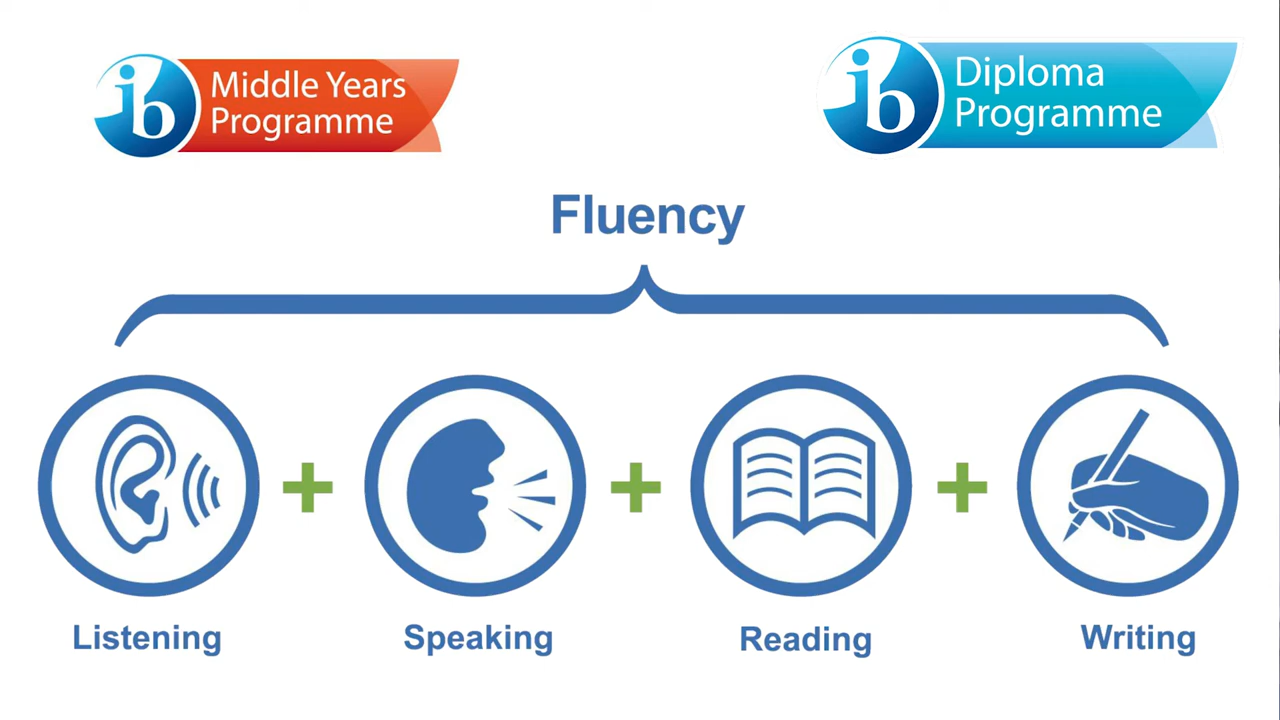 ib
Middle Years
Programme
ib
Diploma
Programme
Fluency
Listening
+
Speaking
+
Reading
+
Writing